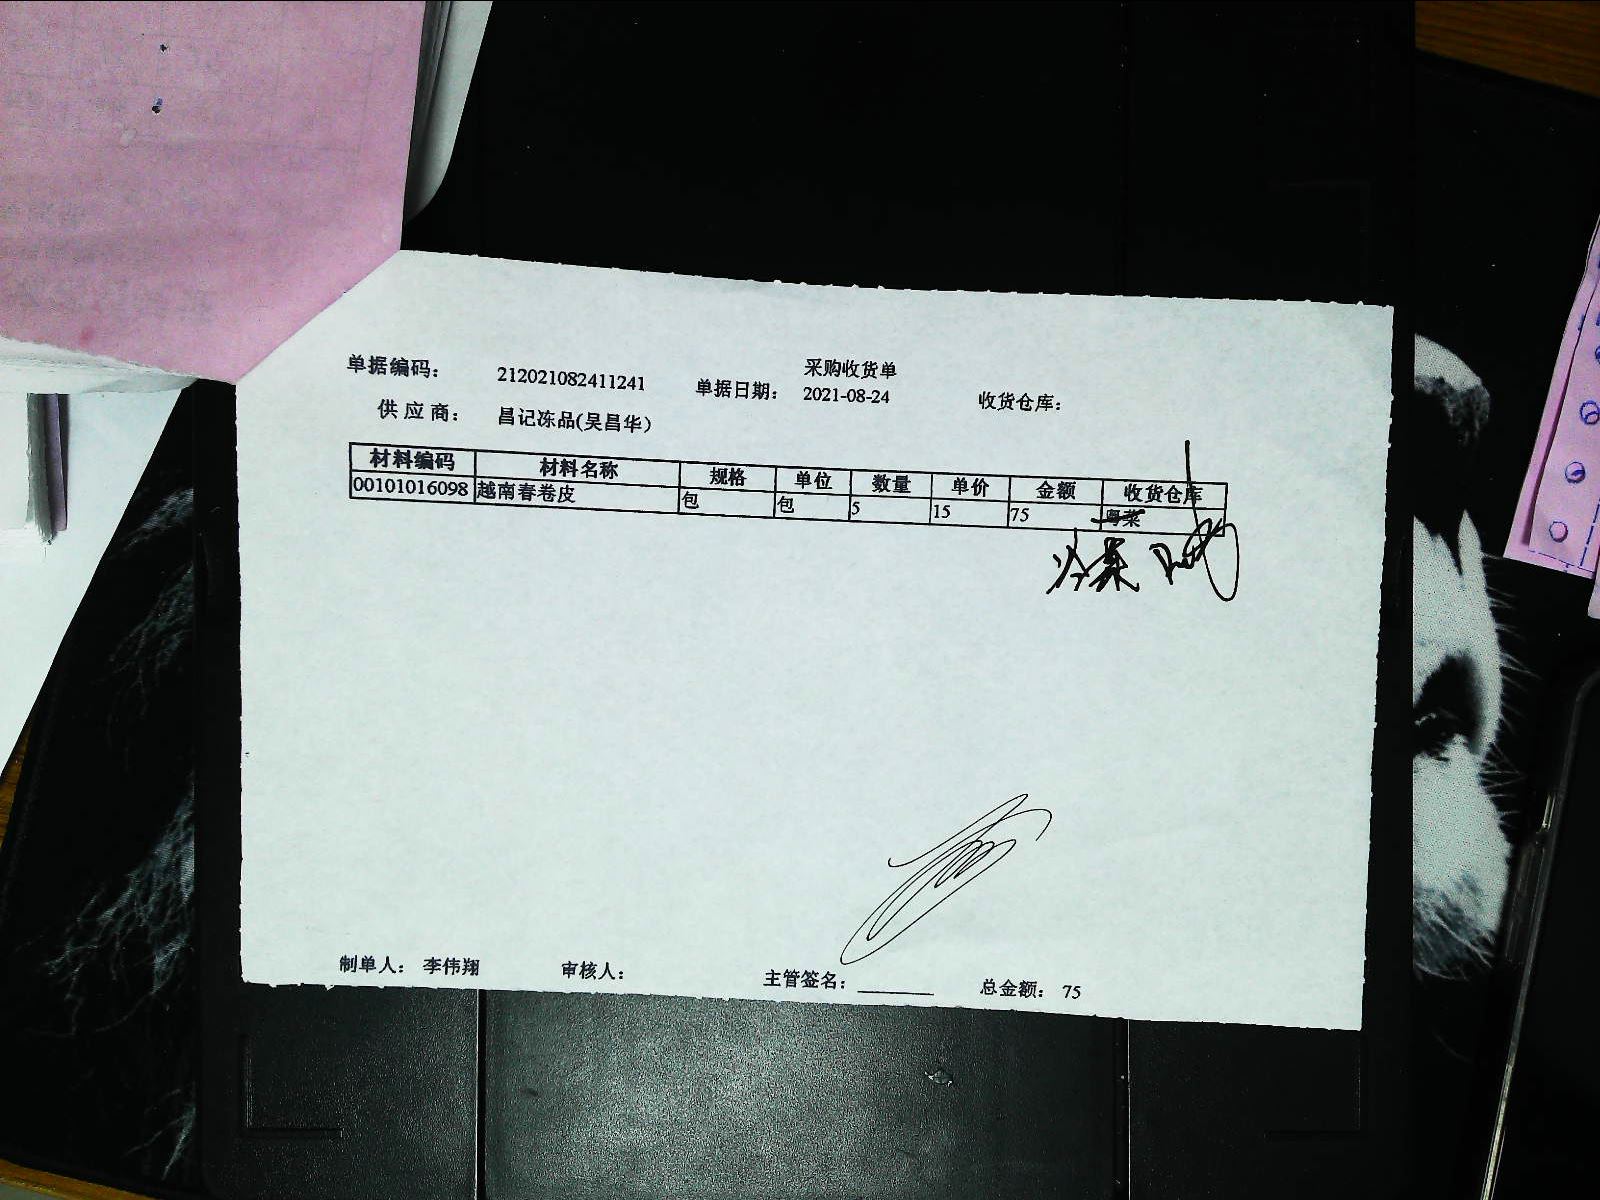 采购收货单
单据编码： 212021082411241 单据日期： 2021-08-24 收货仓库：
供应商： 昌记冻品(吴昌华)
材料编码 材料名称 规格 单位 数量 单价 金额 收货仓库
00101016098 越南春卷皮 包 包 5 15 75 粤菜
冷菜
制单人： 李伟翔 审核人： 主管签名： 总金额： 75